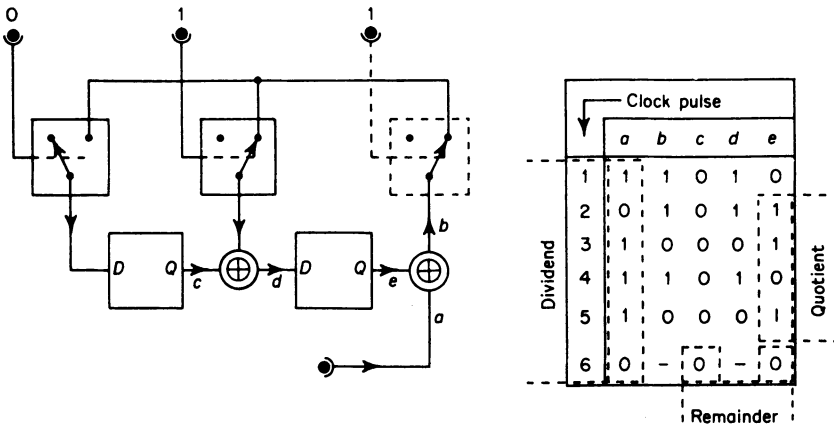 0 1 1
D Q c d D Q e b
a
Clock pulse
a b c d e
1 1 1 0 1 0
2 0 1 0 1 1
3 1 0 0 0 1
4 1 1 0 1 0
5 1 0 0 0 1
6 0 – 0 – 0
Dividend
Quotient
Remainder